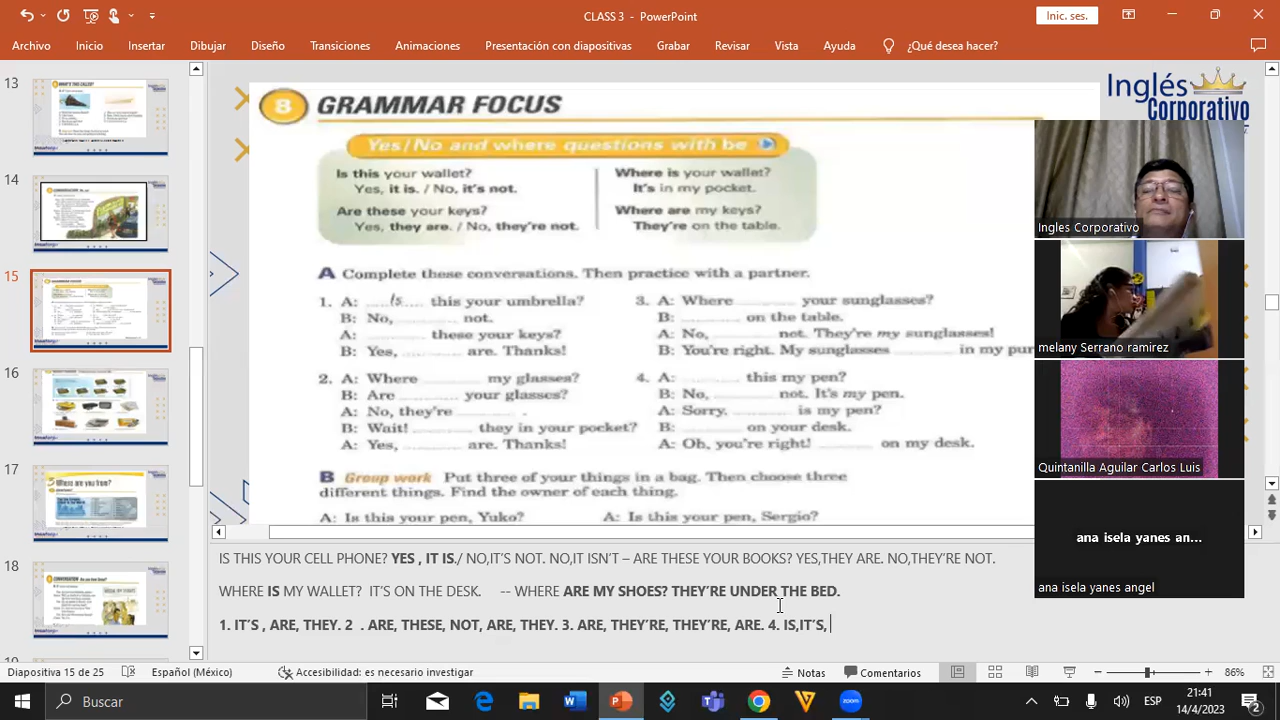 CLASS 3 - PowerPoint
Inic. ses.
Archivo Inicio Insertar Dibujar Diseño Transiciones Animaciones Presentación con diapositivas Grabar Revisar Vista Ayuda ¿Qué desea hacer?
13
14
15
16
17
18
Inglés
Corporativo
B GRAMMAR FOCUS
Yes/No and where questions with be
Is this your wallet?
Yes, it is. / No, it's not.
Are these your keys?
Yes, they are. / No, they're not.
Where is your wallet?
It's in my pocket.
Where are my keys?
They're on the table.
A Complete these conversations. Then practice with a partner.
1. A: ....Is.... this your umbrella?
B: No, ............ not.
A: ............ these your keys?
B: Yes, ............ are. Thanks!
2. A: Where ............ my glasses?
B: Are ............ your glasses?
A: No, they're ............ .
B: Wait! ............ they in your pocket?
A: Yes, ............ are. Thanks!
3. A: Where ............ your sunglasses?
B: ............ on the table.
A: No, ............ not. They're my sunglasses!
B: You're right. My sunglasses ............ in my pur
4. A: ............ this my pen?
B: No, ............ not. It's my pen.
A: Sorry. ............ is my pen?
B: ............ on your desk.
A: Oh, you're right! ............ on my desk.
B Group work Put three of your things in a bag. Then choose three
different things. Find the owner of each thing.
A: Is this your pen, Yuko? A: Is this your pen, Sergio?
Ingles Corporativo
melany Serrano ramirez
Quintanilla Aguilar Carlos Luis
ana isela yanes an...
ana isela yanes angel
IS THIS YOUR CELL PHONE? YES , IT IS./ NO,IT'S NOT. NO,IT ISN'T – ARE THESE YOUR BOOKS? YES,THEY ARE. NO,THEY'RE NOT.
WHERE IS MY WALLET? IT'S ON THE DESK. –- WHERE ARE MY SHOES? THEY'RE UNDER THE BED.
1. IT'S , ARE, THEY. 2 . ARE, THESE, NOT, ARE, THEY. 3. ARE, THEY'RE, THEY'RE, ARE. 4. IS,IT'S,
Diapositiva 15 de 25 Español (México) Accesibilidad: es necesario investigar Notas Comentarios 86%
Buscar
ESP
21:41
14/4/2023
2